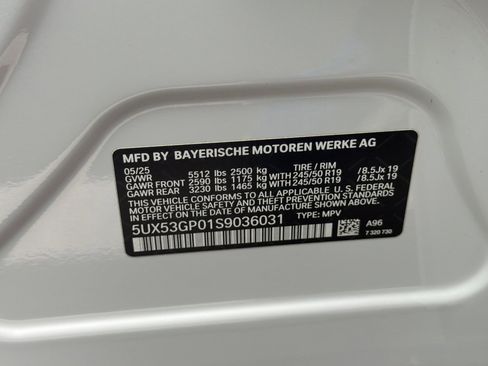 MFD BY BAYERISCHE MOTOREN WERKE AG
05/25 TIRE / RIM
GVWR 5512 lbs 2500 kg
GAWR FRONT 2590 lbs 1175 kg WITH 245/50 R19 /8.5Jx 19
GAWR REAR 3230 lbs 1465 kg WITH 245/50 R19 /8.5Jx 19
THIS VEHICLE CONFORMS TO ALL APPLICABLE U.S. FEDERAL
MOTOR VEHICLE SAFETY STANDARDS IN EFFECT ON THE
DATE OF MANUFACTURE SHOWN ABOVE.
5UX53GP01S9036031 TYPE: MPV
A96
7 320 730